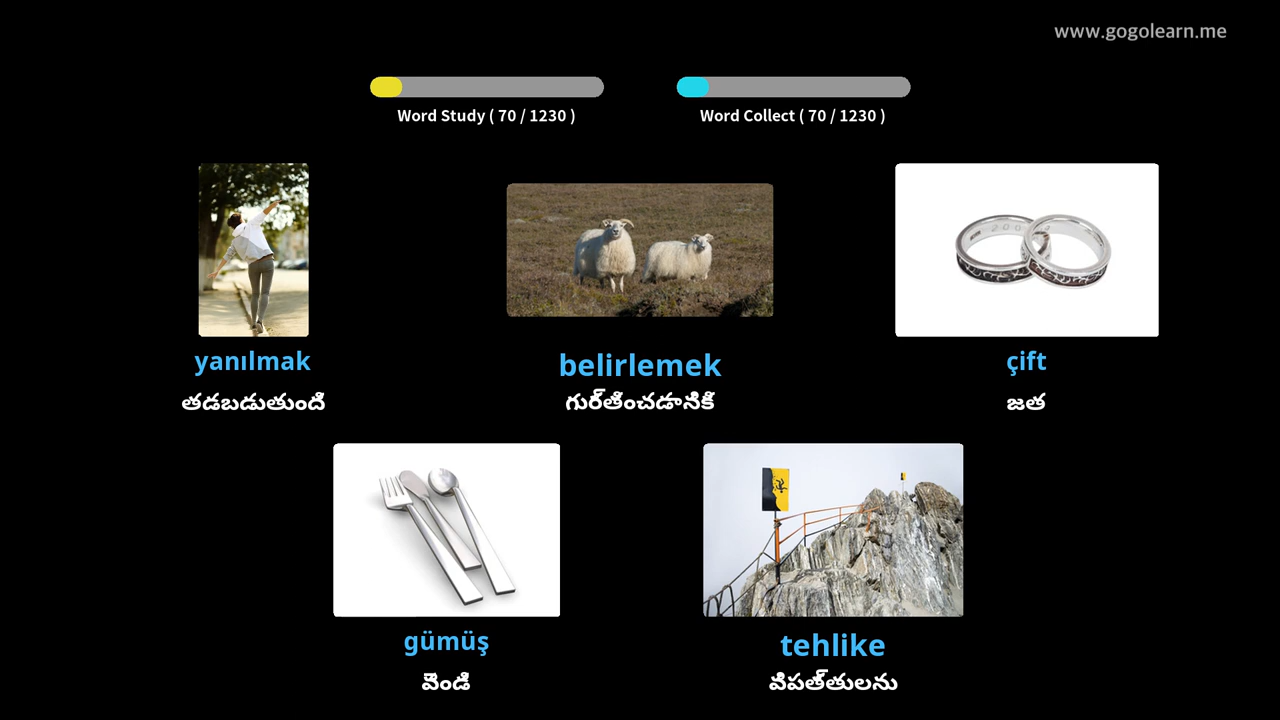 www.gogolearn.me
Word Study ( 70 / 1230 )
Word Collect ( 70 / 1230 )
yanılmak
తడబడుతుంది
belirlemek
గుర్తించడానికి
çift
జత
gümüş
వెండి
tehlike
విపత్తులను